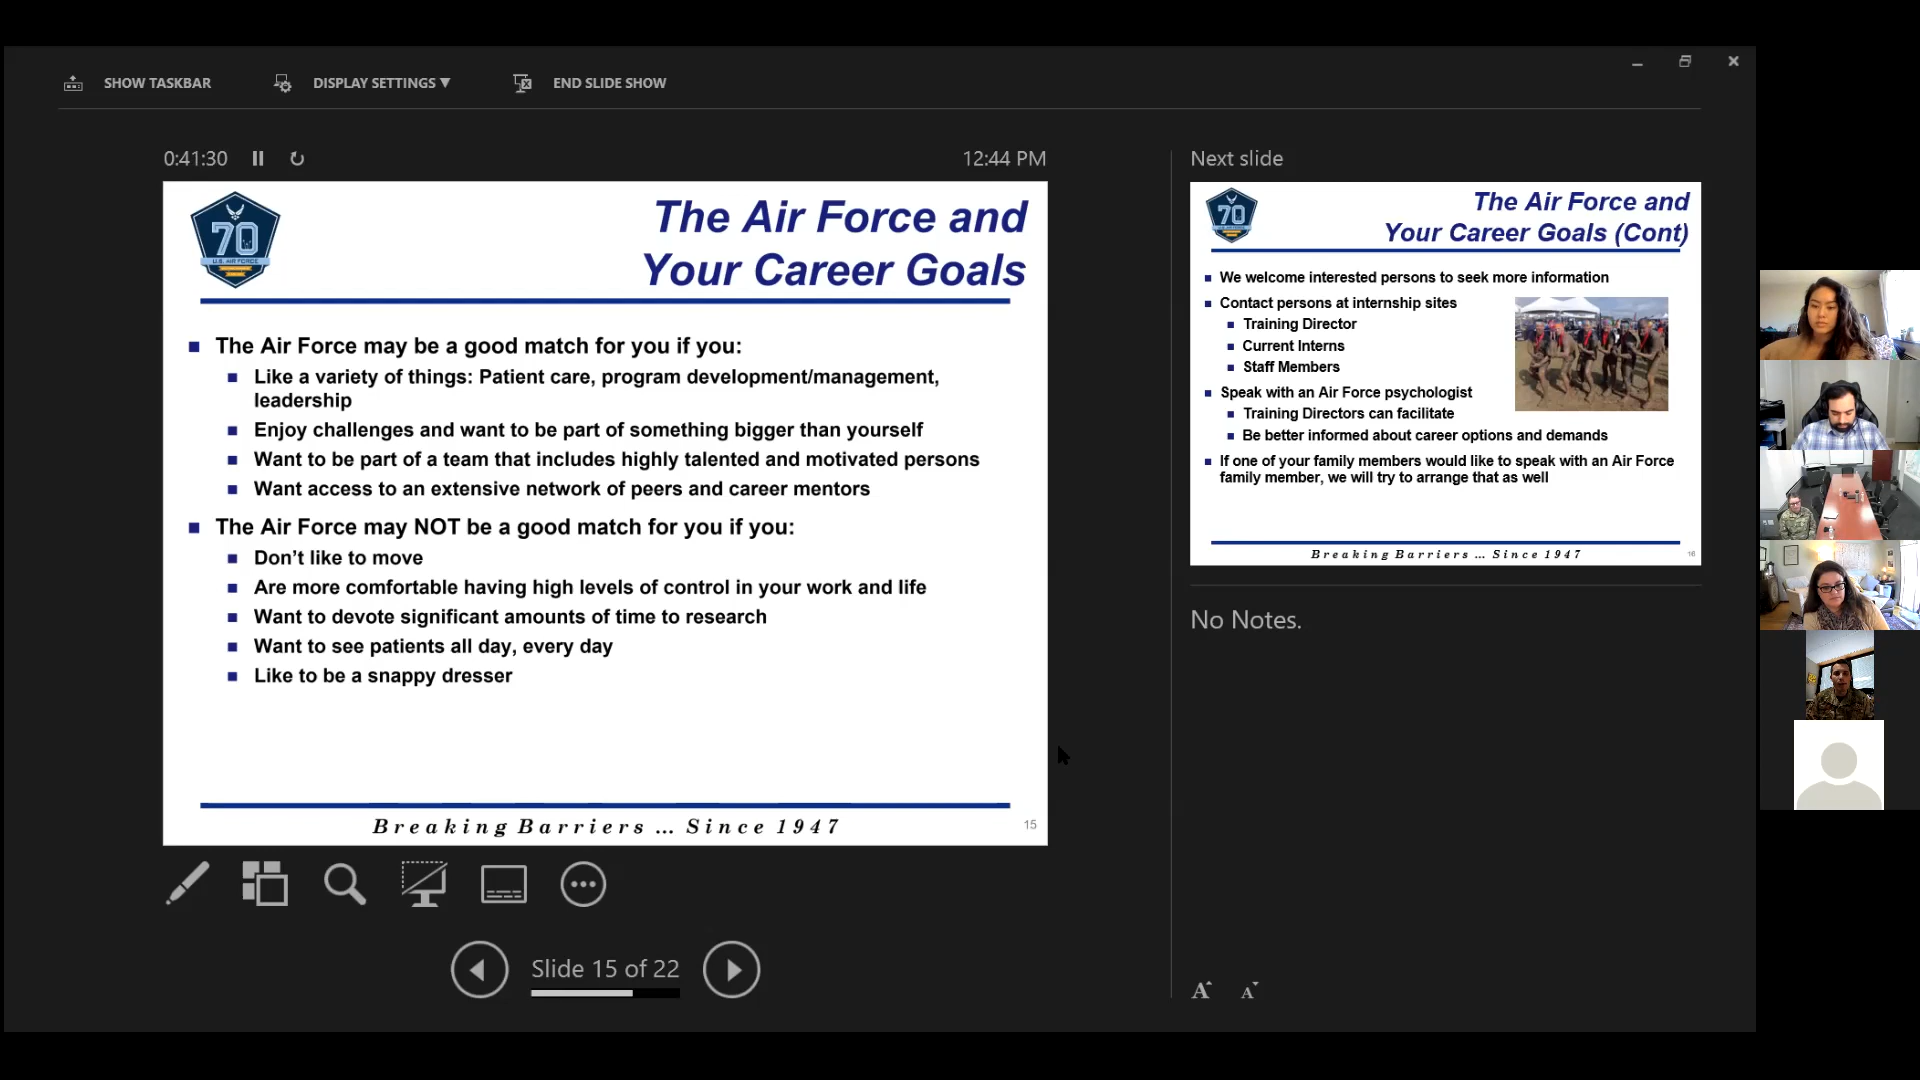 SHOW TASKBAR
DISPLAY SETTINGS ▼
END SLIDE SHOW
0:41:30
12:44 PM
70
U.S. AIR FORCE
The Air Force and
Your Career Goals
The Air Force may be a good match for you if you:
Like a variety of things: Patient care, program development/management,
leadership
Enjoy challenges and want to be part of something bigger than yourself
Want to be part of a team that includes highly talented and motivated persons
Want access to an extensive network of peers and career mentors
The Air Force may NOT be a good match for you if you:
Don’t like to move
Are more comfortable having high levels of control in your work and life
Want to devote significant amounts of time to research
Want to see patients all day, every day
Like to be a snappy dresser
Breaking Barriers ... Since 1947
15
Slide 15 of 22
Next slide
70
The Air Force and
Your Career Goals (Cont)
We welcome interested persons to seek more information
Contact persons at internship sites
Training Director
Current Interns
Staff Members
Speak with an Air Force psychologist
Training Directors can facilitate
Be better informed about career options and demands
If one of your family members would like to speak with an Air Force
family member, we will try to arrange that as well
Breaking Barriers ... Since 1947
16
No Notes.
A A